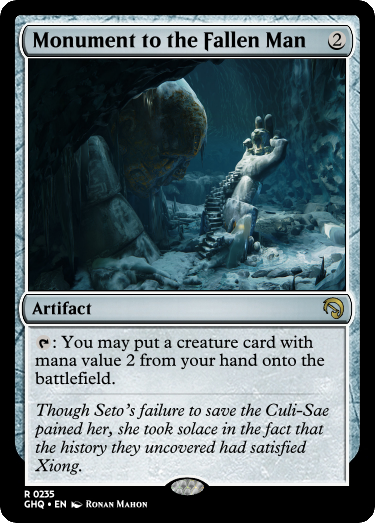 Monument to the Fallen Man 2
Artifact
: You may put a creature card with
mana value 2 from your hand onto the
battlefield.
Though Seto's failure to save the Culi-Sae
pained her, she took solace in the fact that
the history they uncovered had satisfied
Xiong.
R 0235
GHQ • EN Ronan Mahon